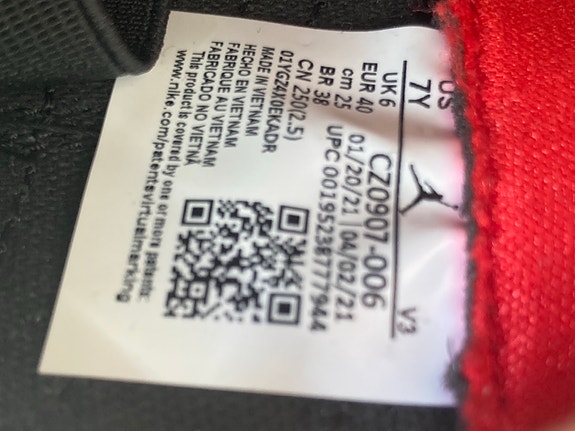 US
7Y
UK 6
EUR 40
cm 25
BR 38
CN 250(2.5)
V3
CZ0907-006
01/20/21 04/02/21
UPC 00195238777944
01YGZ4X0EKADR
MADE IN VIETNAM
HECHO EN VIETNAM
FABRIQUE AU VIETNAM
FABRICADO NO VIETNÃ
This product is covered by one or more patents:
www.nike.com/patentsvirtualmarking